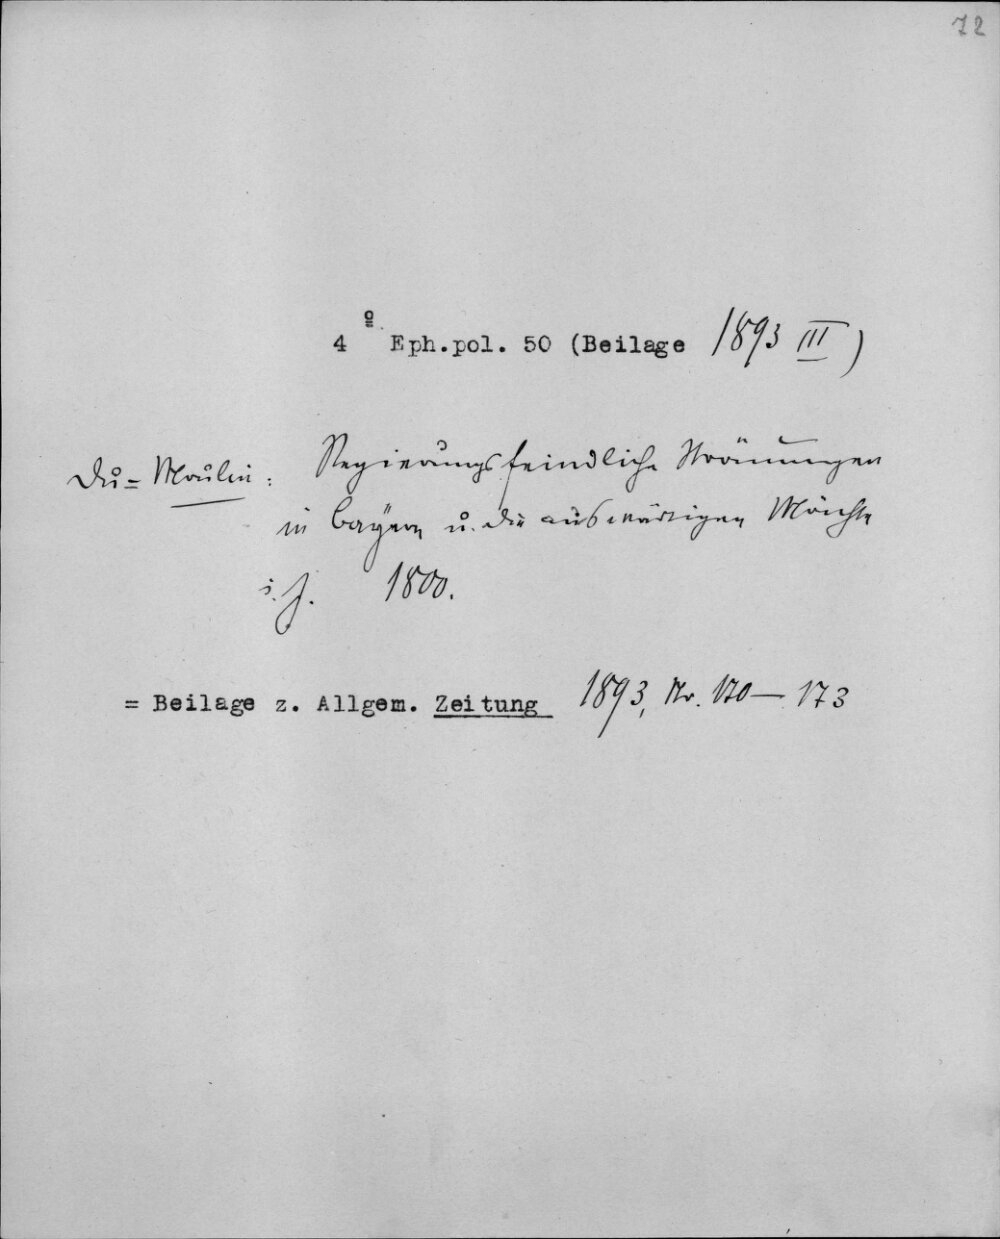 72
4º Eph.pol. 50 (Beilage 1893 III)
Du=Moulin: Regierungsfeindliche Strömungen
in Bayern u. die auswärtigen Mächte
i. J. 1800.
= Beilage z. Allgem. Zeitung 1893, Nr. 170—173